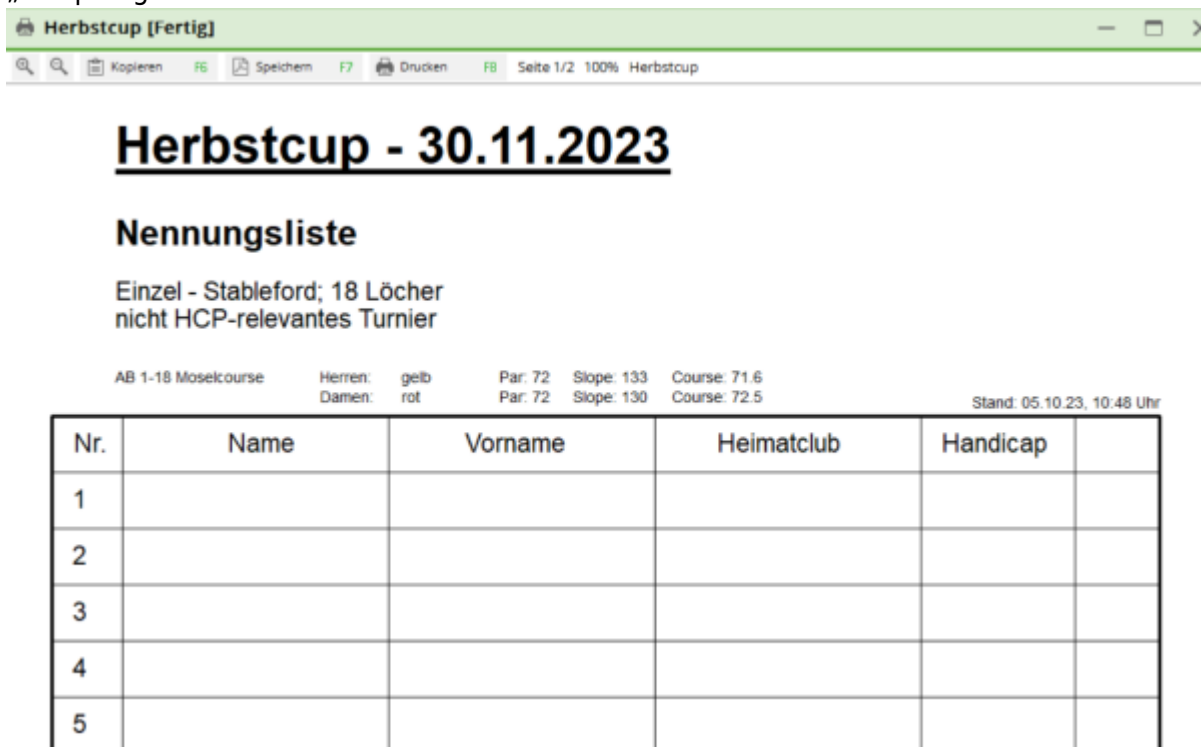 Herbstcup [Fertig]
Kopieren F6 Speichern F7 Drucken F8 Seite 1/2 100% Herbstcup
Herbstcup - 30.11.2023
Nennungsliste
Einzel - Stableford; 18 Löcher
nicht HCP-relevantes Turnier
AB 1-18 Moselcourse Herren: gelb Par: 72 Slope: 133 Course: 71.6
Damen: rot Par: 72 Slope: 130 Course: 72.5
Stand: 05.10.23, 10:48 Uhr
Nr. Name Vorname Heimatclub Handicap
1
2
3
4
5